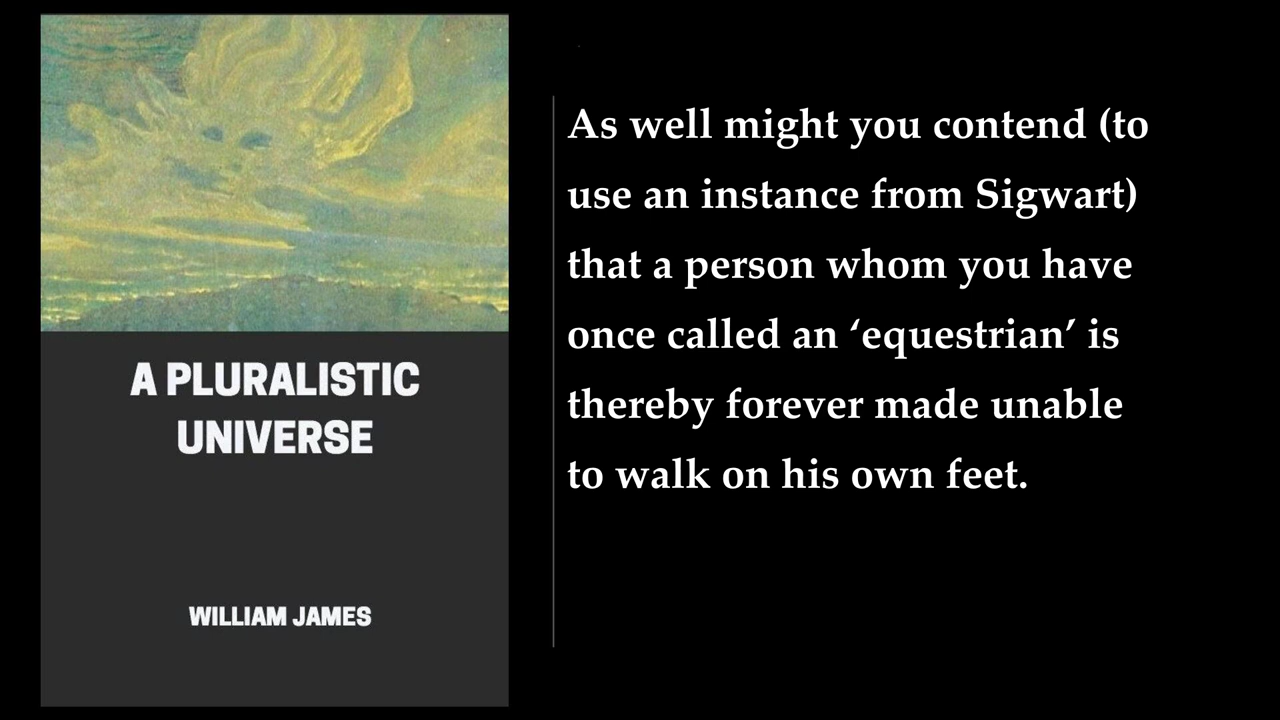 A PLURALISTIC
UNIVERSE
WILLIAM JAMES
As well might you contend (to
use an instance from Sigwart)
that a person whom you have
once called an ‘equestrian’ is
thereby forever made unable
to walk on his own feet.